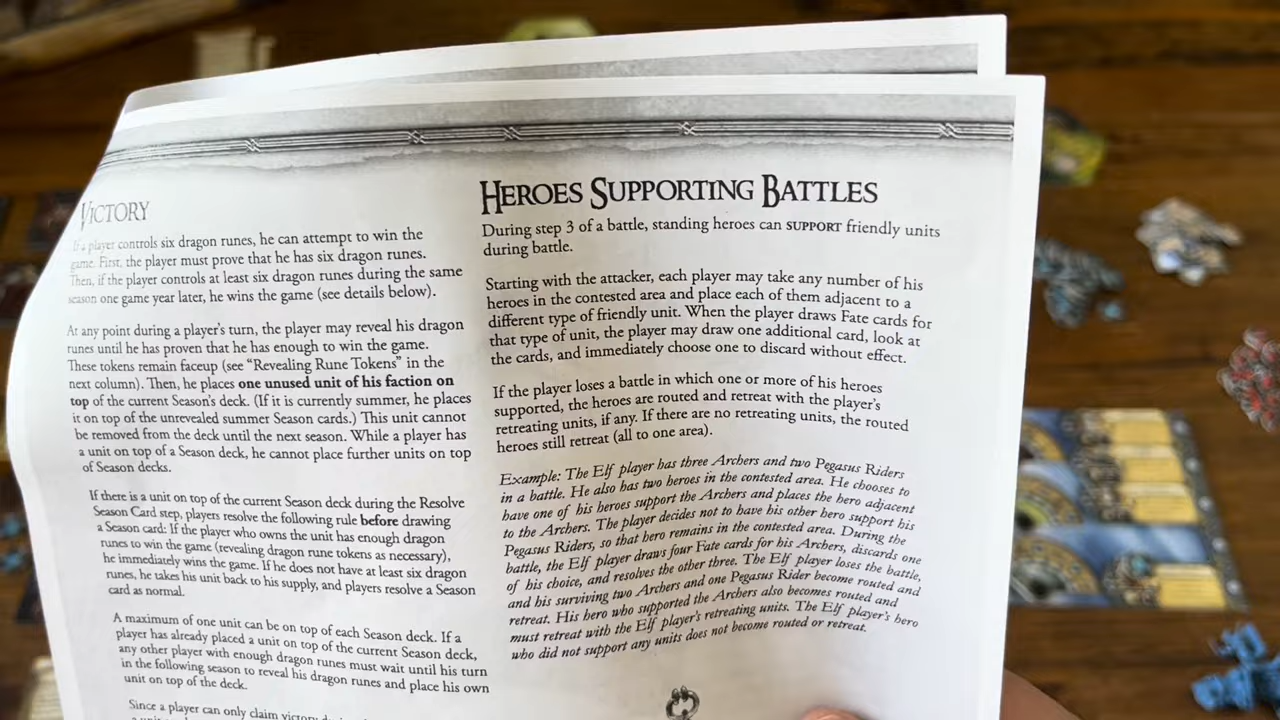 VICTORY
If a player controls six dragon runes, he can attempt to win the
game. First, the player must prove that he has six dragon runes.
Then, if the player controls at least six dragon runes during the same
season one game year later, he wins the game (see details below).
At any point during a player's turn, the player may reveal his dragon
runes until he has proven that he has enough to win the game.
These tokens remain faceup (see “Revealing Rune Tokens” in the
next column). Then, he places one unused unit of his faction on
top of the current Season's deck. (If it is currently summer, he places
it on top of the unrevealed summer Season cards.) This unit cannot
be removed from the deck until the next season. While a player has
a unit on top of a Season deck, he cannot place further units on top
of Season decks.
If there is a unit on top of the current Season deck during the Resolve
Season Card step, players resolve the following rule before drawing
a Season card: If the player who owns the unit has enough dragon
runes to win the game (revealing dragon rune tokens as necessary),
he immediately wins the game. If he does not have at least six dragon
runes, he takes his unit back to his supply, and players resolve a Season
card as normal.
A maximum of one unit can be on top of each Season deck. If a
player has already placed a unit on top of the current Season deck,
any other player with enough dragon runes must wait until his turn
in the following season to reveal his dragon runes and place his own
unit on top of the deck.
Since a player can only claim victory
HEROES SUPPORTING BATTLES
During step 3 of a battle, standing heroes can SUPPORT friendly units
during battle.
Starting with the attacker, each player may take any number of his
heroes in the contested area and place each of them adjacent to a
different type of friendly unit. When the player draws Fate cards for
that type of unit, the player may draw one additional card, look at
the cards, and immediately choose one to discard without effect.
If the player loses a battle in which one or more of his heroes
supported, the heroes are routed and retreat with the player's
retreating units, if any. If there are no retreating units, the routed
heroes still retreat (all to one area).
Example: The Elf player has three Archers and two Pegasus Riders
in a battle. He also has two heroes in the contested area. He chooses to
have one of his heroes support the Archers and places the hero adjacent
to the Archers. The player decides not to have his other hero support his
Pegasus Riders, so that hero remains in the contested area. During the
battle, the Elf player draws four Fate cards for his Archers, discards one
of his choice, and resolves the other three. The Elf player loses the battle,
and his surviving two Archers and one Pegasus Rider become routed and
retreat. His hero who supported the Archers also becomes routed and
must retreat with the Elf player's retreating units. The Elf player's hero
who did not support any units does not become routed or retreat.